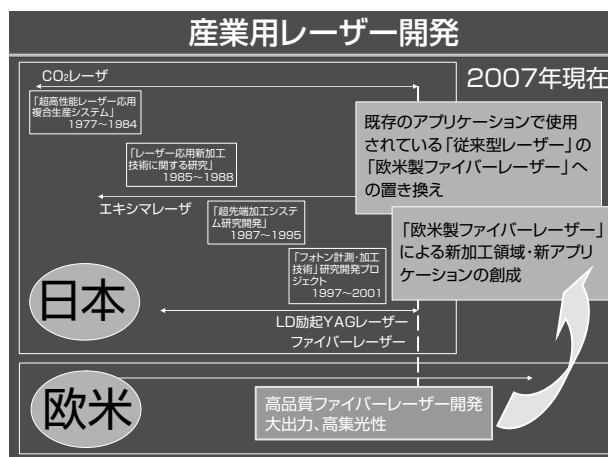 産業用レーザー開発
CO₂レーザ
2007年現在
「超高性能レーザー応用
複合生産システム」
1977〜1984
既存のアプリケーションで使用
されている「従来型レーザー」の
「欧米製ファイバーレーザー」へ
の置き換え
「レーザー応用新加工
技術に関する研究」
1985〜1988
エキシマレーザ
「超先端加工システ
ム研究開発」
1987〜1995
「欧米製ファイバーレーザー」
による新加工領域・新アプリ
ケーションの創成
「フォトン計測・加工
技術」研究開発プロ
ジェクト
1997〜2001
日本
LD励起YAGレーザー
ファイバーレーザー
欧米
高品質ファイバーレーザー開発
大出力、高集光性